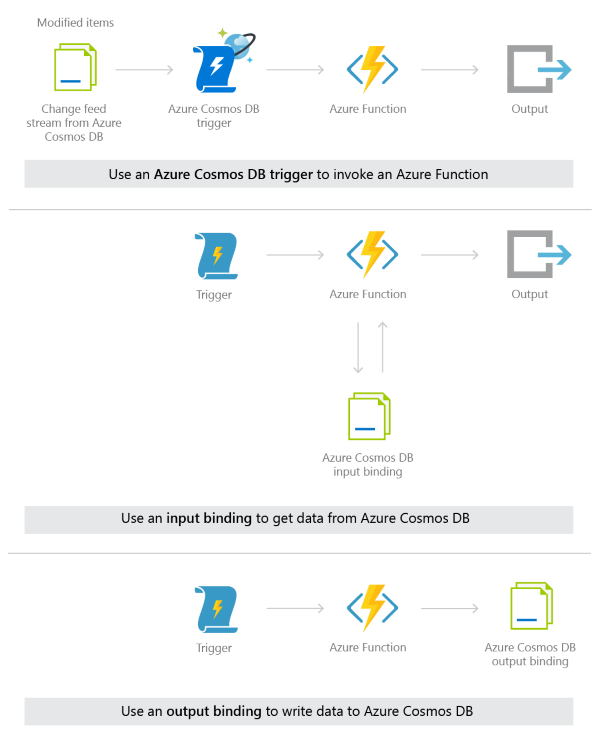 Modified items
Change feed
stream from Azure
Cosmos DB
Azure Cosmos DB
trigger
Azure Function
Output
Use an Azure Cosmos DB trigger to invoke an Azure Function
Trigger
Azure Function
Output
Azure Cosmos DB
input binding
Use an input binding to get data from Azure Cosmos DB
Trigger
Azure Function
Azure Cosmos DB
output binding
Use an output binding to write data to Azure Cosmos DB